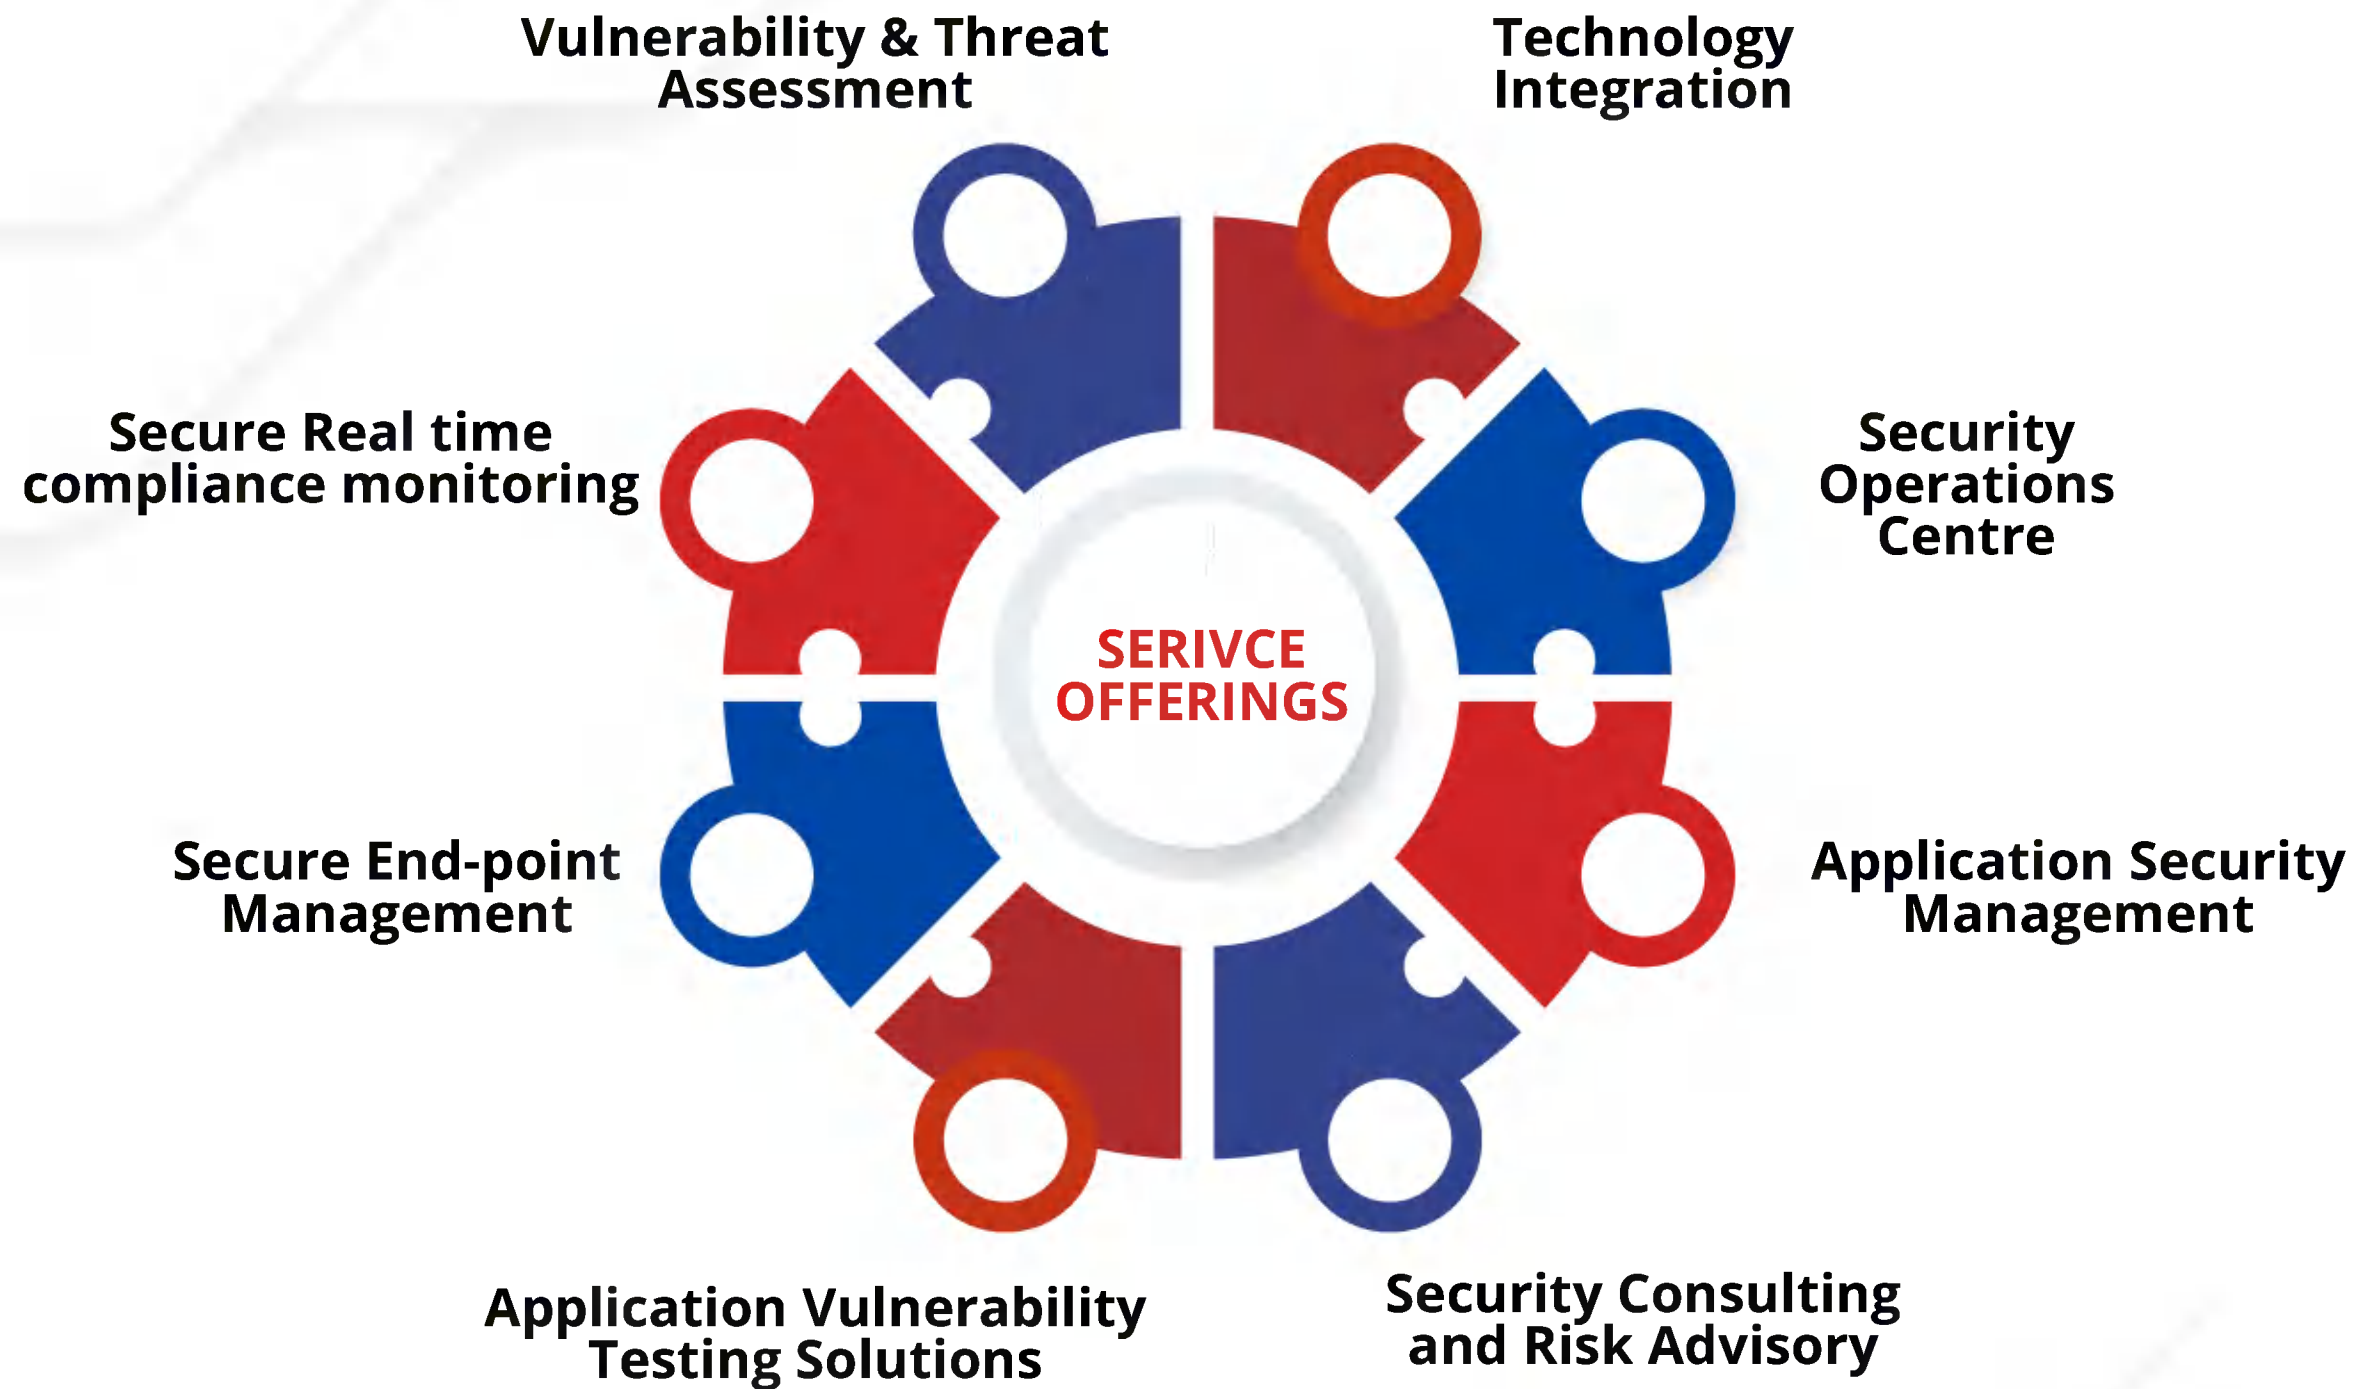 Vulnerability & Threat
Assessment
Technology
Integration
Secure Real time
compliance monitoring
Security
Operations
Centre
SERIVCE
OFFERINGS
Secure End-point
Management
Application Security
Management
Application Vulnerability
Testing Solutions
Security Consulting
and Risk Advisory